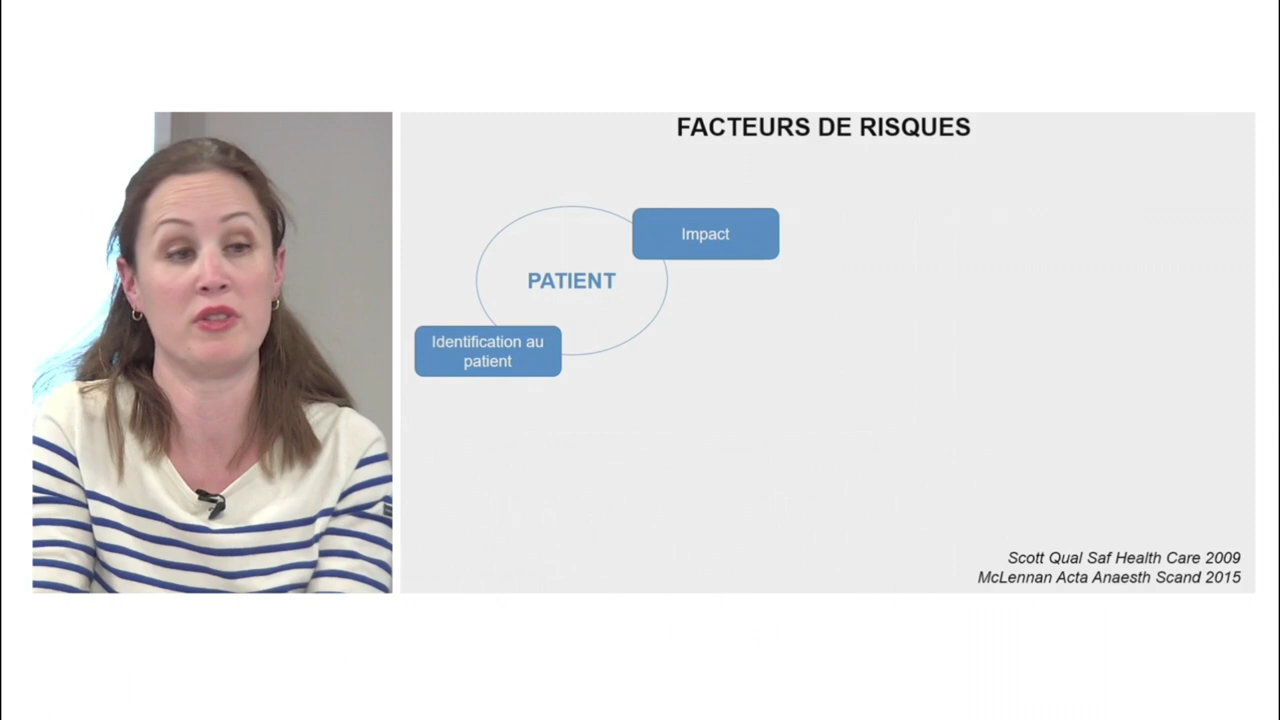 FACTEURS DE RISQUES
Impact
PATIENT
Identification au
patient
Scott Qual Saf Health Care 2009
McLennan Acta Anaesth Scand 2015